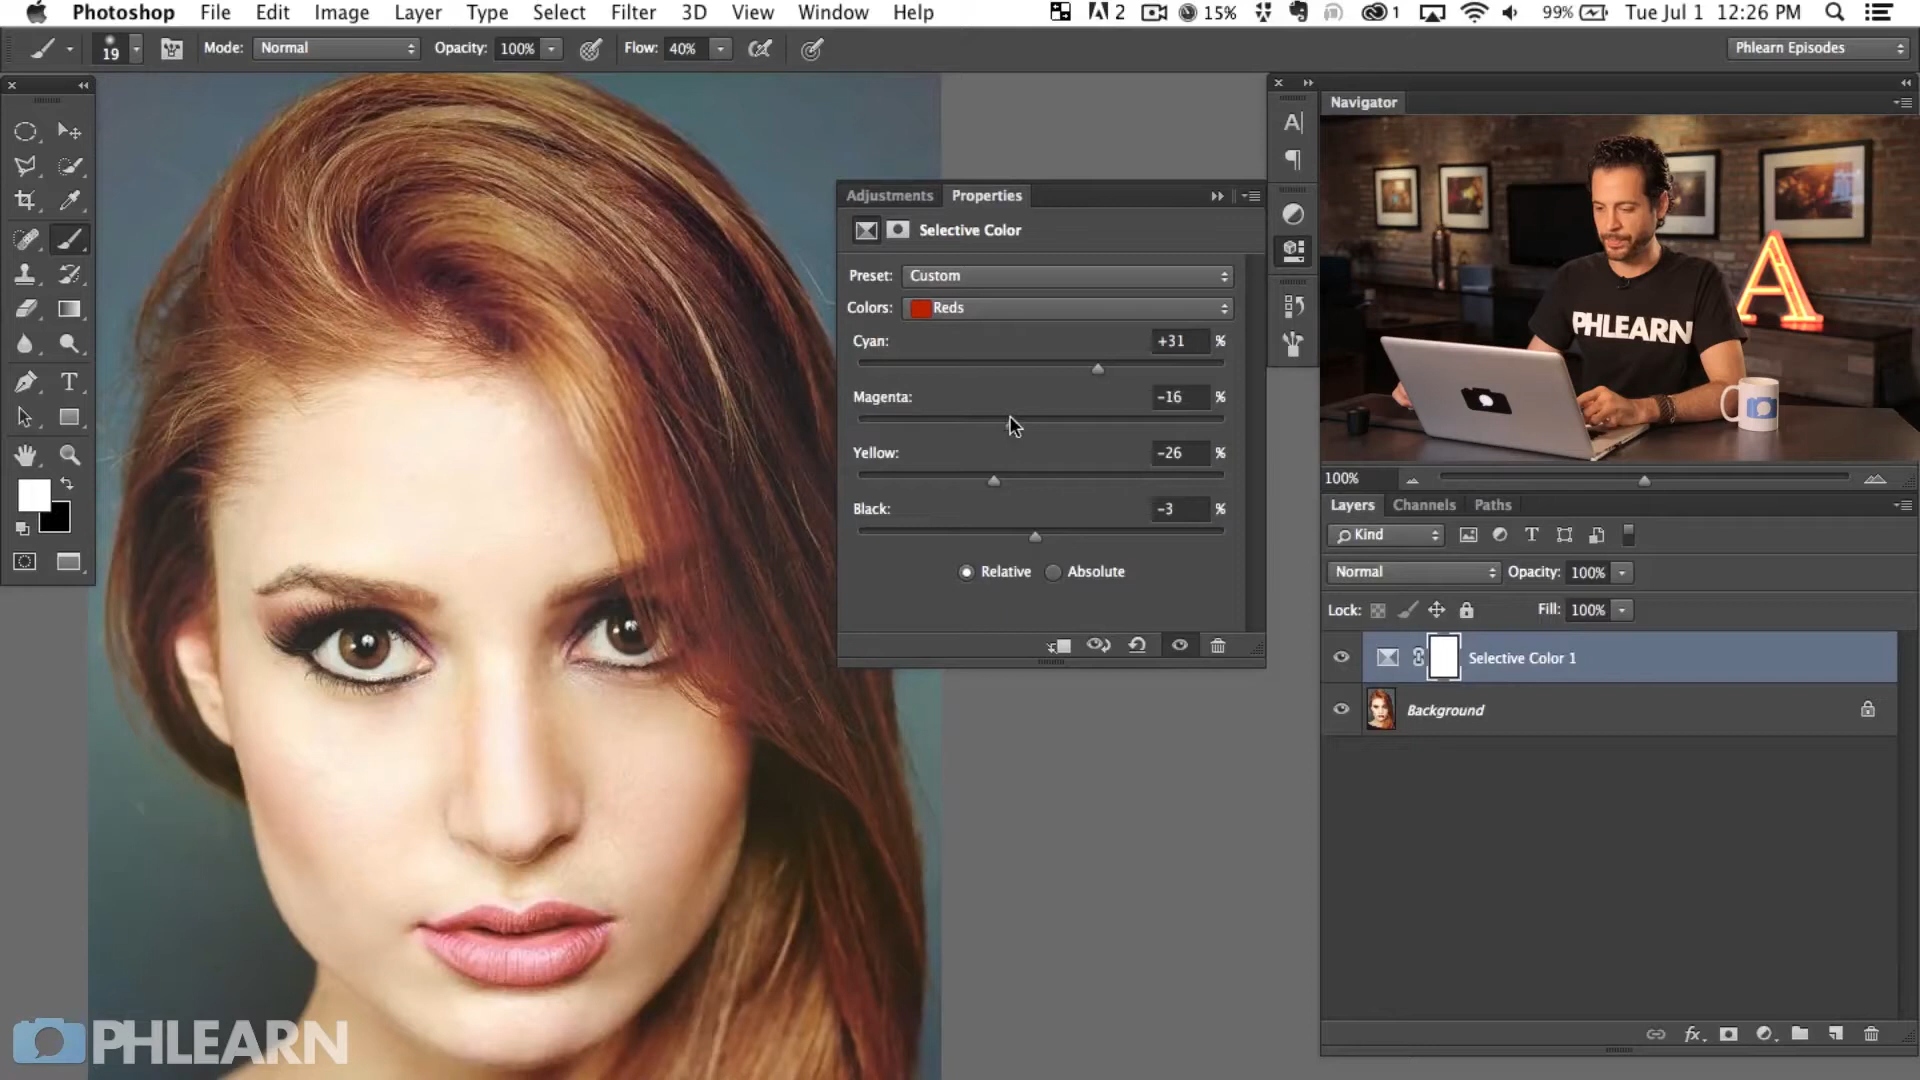 Photoshop File Edit Image Layer Type Select Filter 3D View Window Help 2 15% 1 99% Tue Jul 1 12:26 PM
19 Mode: Normal Opacity: 100% Flow: 40% Phlearn Episodes
Navigator
A
PHLEARN
A
Adjustments Properties
Selective Color
Preset: Custom
Colors: Reds
Cyan: +31 %
Magenta: -16 %
Yellow: -26 %
Black: -3 %
Relative Absolute
100%
Layers Channels Paths
Kind T
Normal Opacity: 100%
Lock: Fill: 100%
Selective Color 1
Background
fx
T
PHLEARN